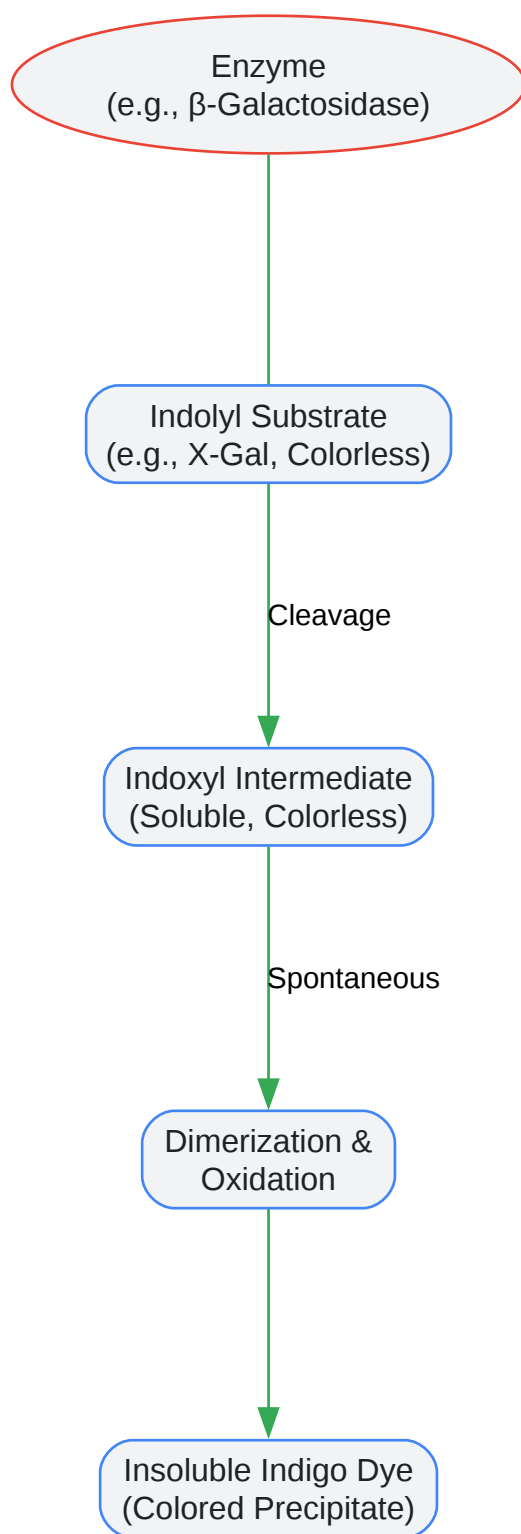 Enzyme
(e.g., β-Galactosidase)
Indolyl Substrate
(e.g., X-Gal, Colorless)
Cleavage
Indoxyl Intermediate
(Soluble, Colorless)
Spontaneous
Dimerization &
Oxidation
Insoluble Indigo Dye
(Colored Precipitate)